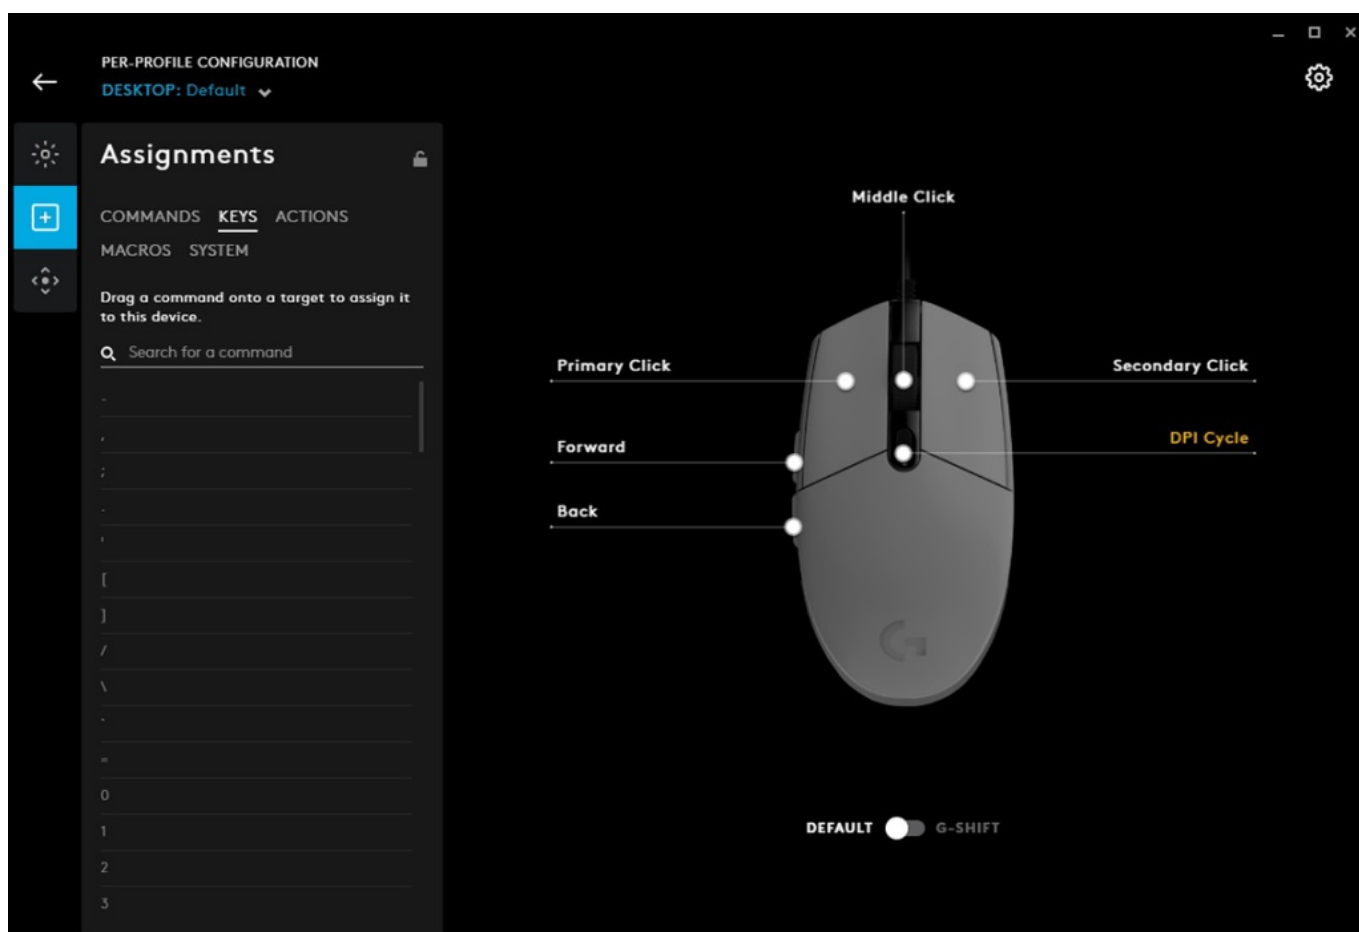 PER-PROFILE CONFIGURATION
DESKTOP: Default
Assignments
COMMANDS KEYS ACTIONS
MACROS SYSTEM
Drag a command onto a target to assign it
to this device.
Search for a command
-
,
;
.
'
[
]
/
\
`
=
0
1
2
3
Middle Click
Primary Click
Secondary Click
Forward
DPI Cycle
Back
G
DEFAULT G-SHIFT